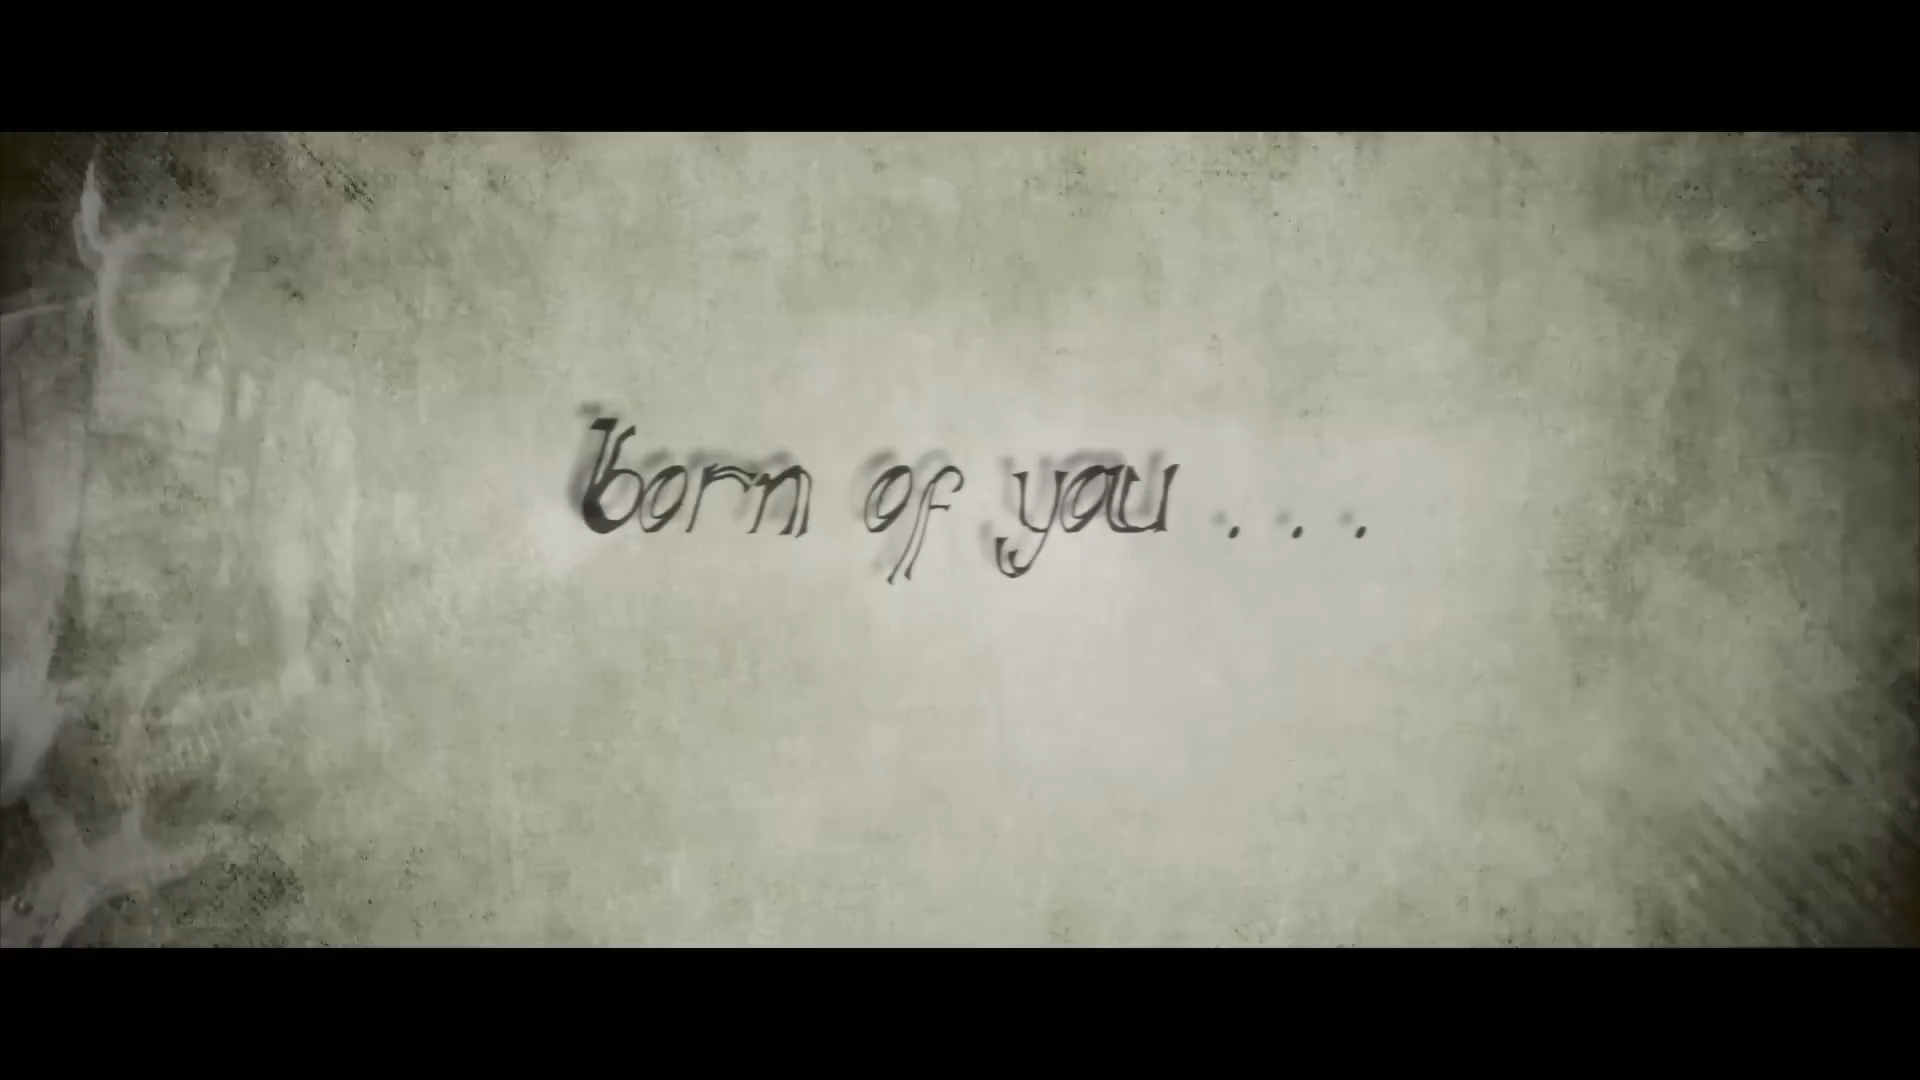 born of you . . .